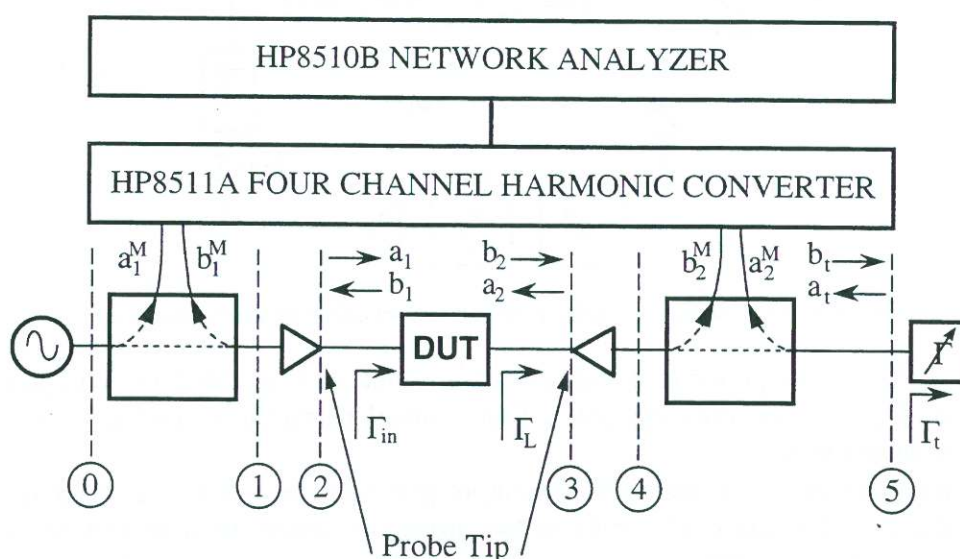 HP8510B NETWORK ANALYZER
HP8511A FOUR CHANNEL HARMONIC CONVERTER
a₁ᴹ b₁ᴹ a₁ b₂ b₂ᴹ a₂ᴹ bₜ
b₁ a₂ aₜ
DUT Γ
Γin ΓL Γt
0 1 2 3 4 5
Probe Tip